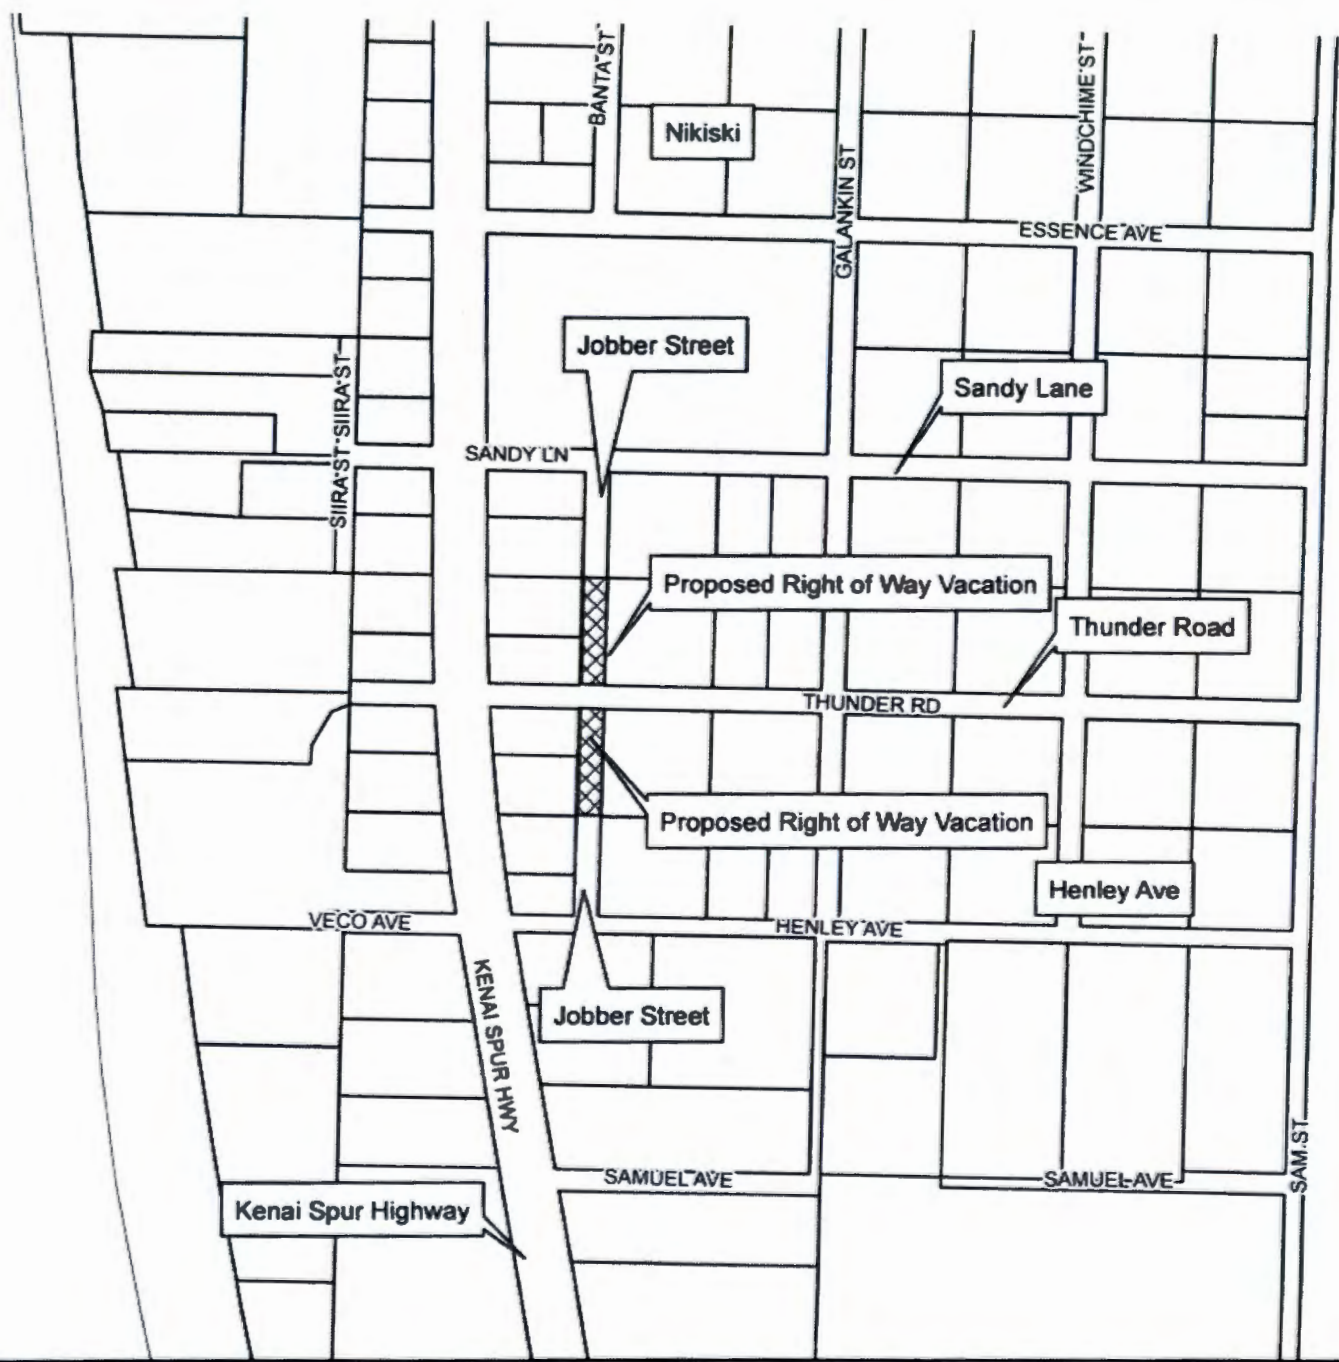 BANTA ST
WINDCHIME ST
Nikiski
GALANKIN ST
ESSENCE AVE
Jobber Street
SIIRA ST
Sandy Lane
SANDY LN
SIIRA ST
Proposed Right of Way Vacation
Thunder Road
THUNDER RD
Proposed Right of Way Vacation
Henley Ave
VECO AVE
HENLEY AVE
KENAI SPUR HWY
Jobber Street
SAM ST
SAMUEL AVE
SAMUEL AVE
Kenai Spur Highway